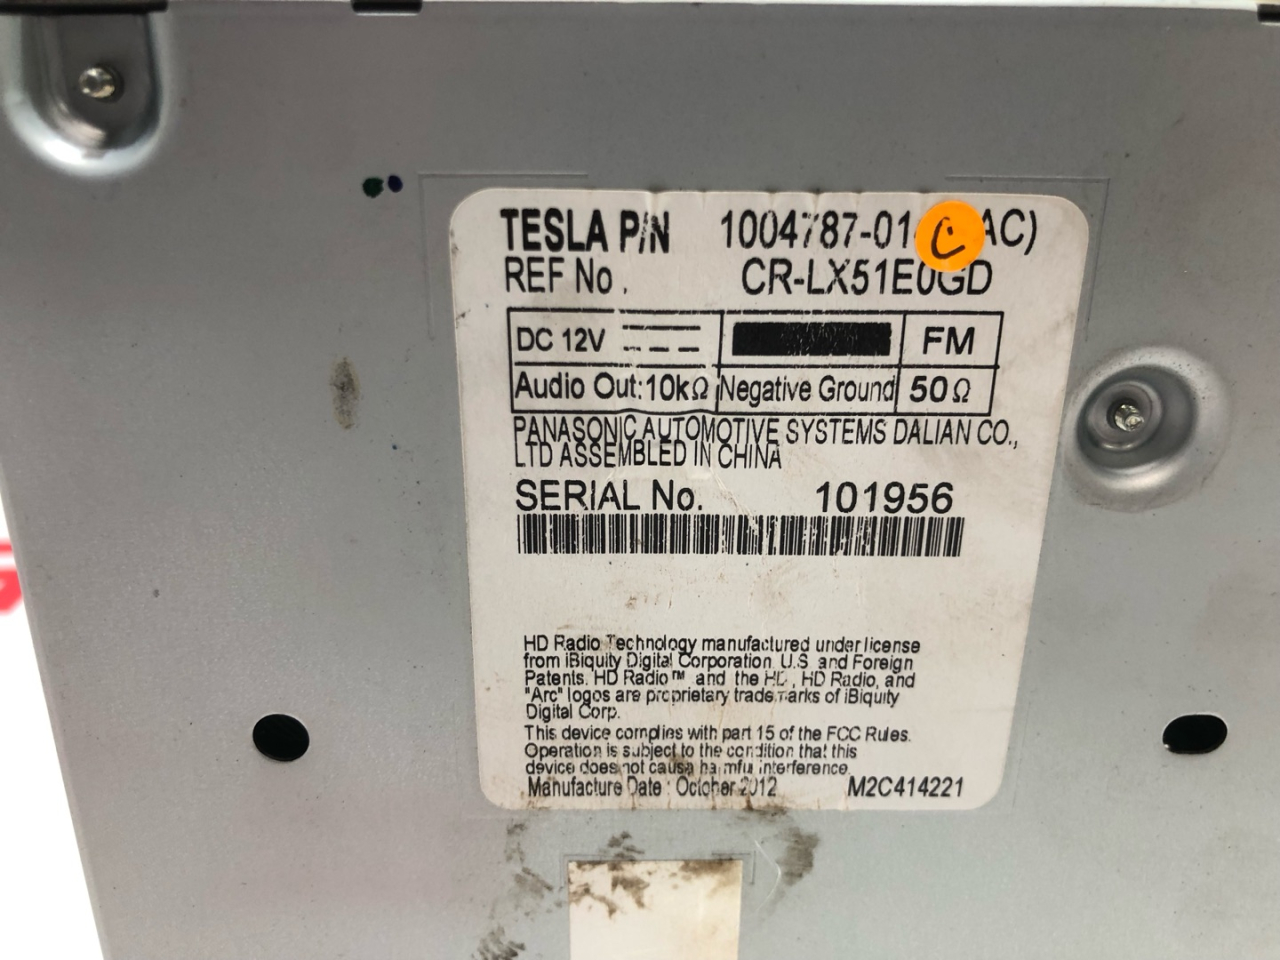 TESLA P/N 1004787-01 AC)
REF No. CR-LX51E0GD
DC 12V FM
Audio Out:10kΩ Negative Ground 50Ω
PANASONIC AUTOMOTIVE SYSTEMS DALIAN CO.,
LTD ASSEMBLED IN CHINA
SERIAL No. 101956
HD Radio Technology manufactured under license
from iBiquity Digital Corporation. U.S. and Foreign
Patents. HD Radio™ and the HD, HD Radio, and
"Arc" logos are proprietary trademarks of iBiquity
Digital Corp.
This device complies with part 15 of the FCC Rules.
Operation is subject to the condition that this
device does not cause harmful interference.
Manufacture Date : October 2012 M2C414221